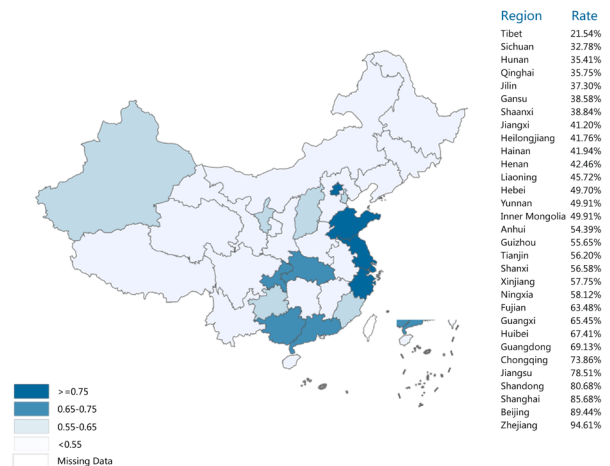 Region Rate
Tibet 21.54%
Sichuan 32.78%
Hunan 35.41%
Qinghai 35.75%
Jilin 37.30%
Gansu 38.58%
Shaanxi 38.84%
Jiangxi 41.20%
Heilongjiang 41.76%
Hainan 41.94%
Henan 42.46%
Liaoning 45.72%
Hebei 49.70%
Yunnan 49.91%
Inner Mongolia 49.91%
Anhui 54.39%
Guizhou 55.65%
Tianjin 56.20%
Shanxi 56.58%
Xinjiang 57.75%
Ningxia 58.12%
Fujian 63.48%
Guangxi 65.45%
Huibei 67.41%
Guangdong 69.13%
Chongqing 73.86%
Jiangsu 78.51%
Shandong 80.68%
Shanghai 85.68%
Beijing 89.44%
Zhejiang 94.61%
>=0.75
0.65-0.75
0.55-0.65
<0.55
Missing Data